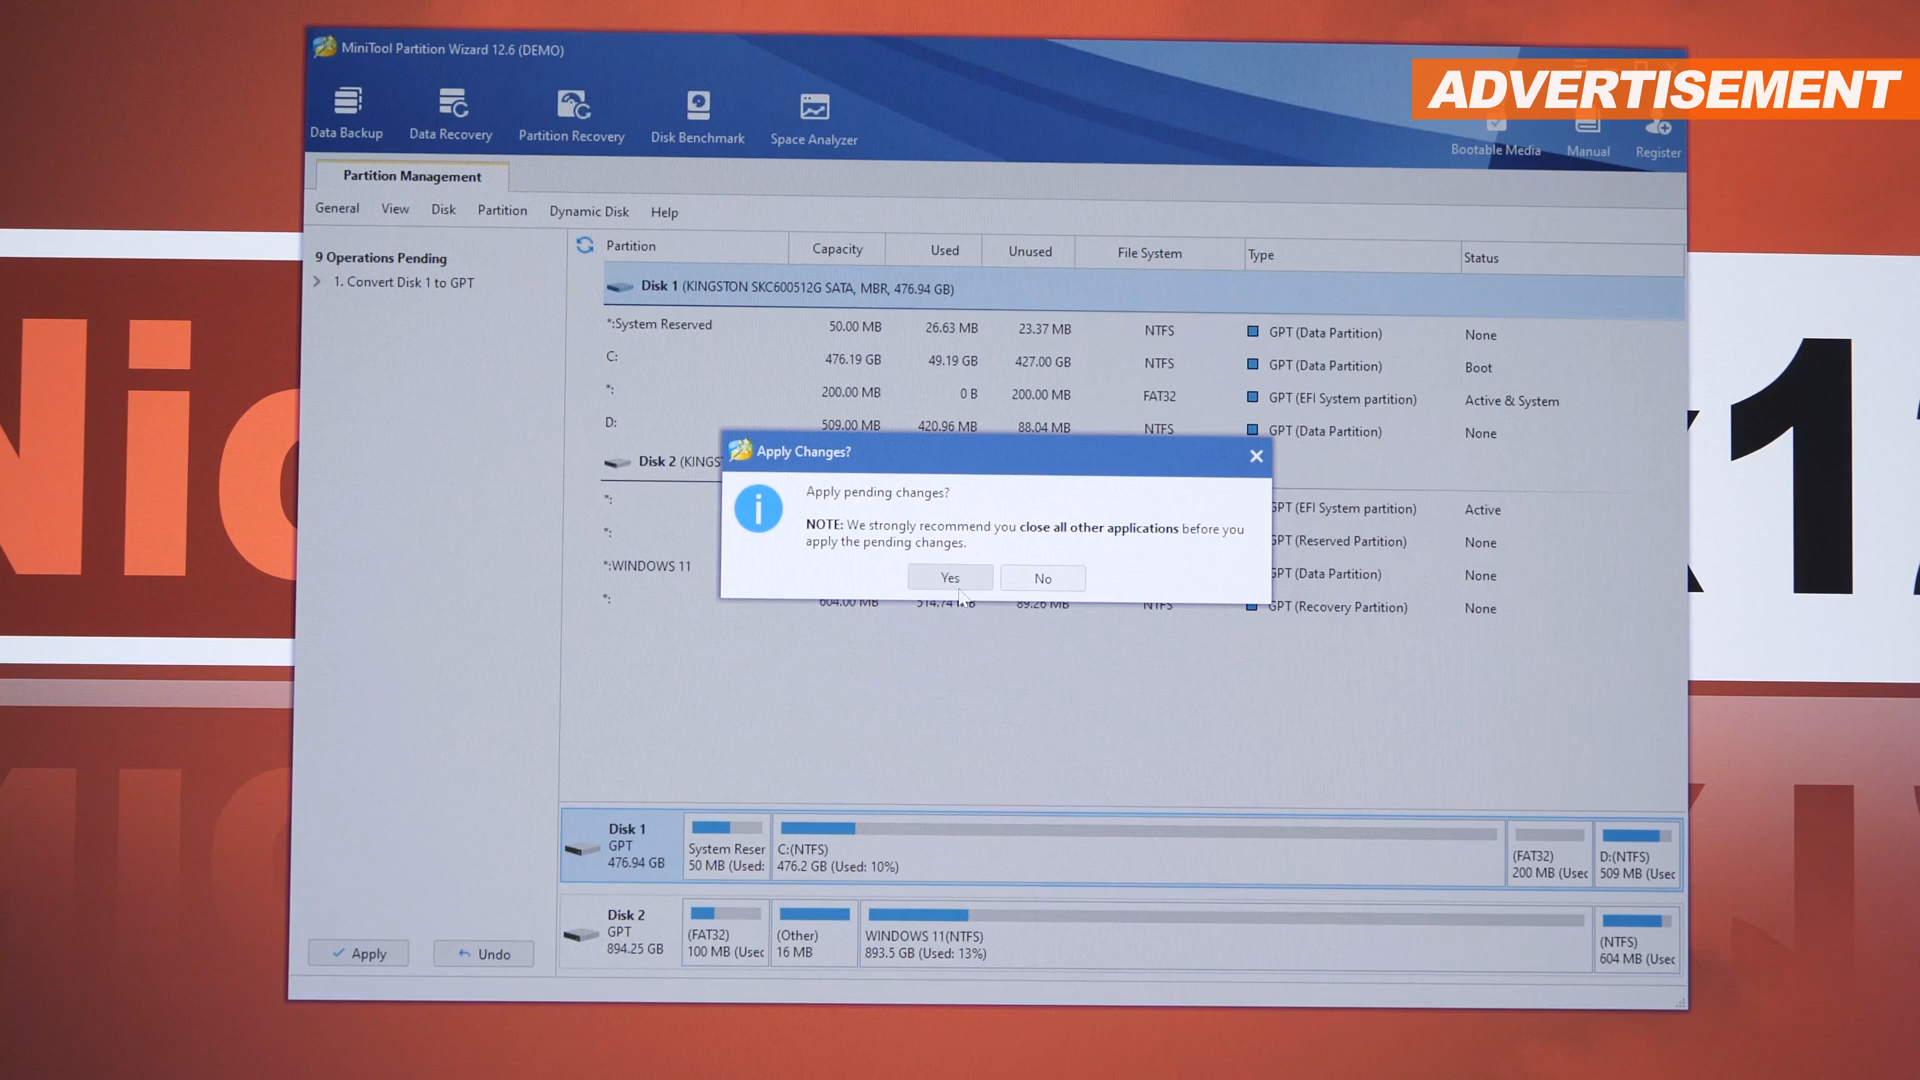 MiniTool Partition Wizard 12.6 (DEMO)
ADVERTISEMENT
Data Backup
Data Recovery
Partition Recovery
Disk Benchmark
Space Analyzer
Bootable Media
Manual
Register
Partition Management
General View Disk Partition Dynamic Disk Help
9 Operations Pending
1. Convert Disk 1 to GPT
Partition Capacity Used Unused File System Type Status
Disk 1 (KINGSTON SKC600512G SATA, MBR, 476.94 GB)
*:System Reserved 50.00 MB 26.63 MB 23.37 MB NTFS GPT (Data Partition) None
C: 476.19 GB 49.19 GB 427.00 GB NTFS GPT (Data Partition) Boot
*: 200.00 MB 0 B 200.00 MB FAT32 GPT (EFI System partition) Active & System
D: 509.00 MB 420.96 MB 88.04 MB NTFS GPT (Data Partition) None
Disk 2 (KINGS
*: GPT (EFI System partition) Active
*: GPT (Reserved Partition) None
*:WINDOWS 11 GPT (Data Partition) None
*: 604.00 MB 514.74 MB 89.26 MB NTFS GPT (Recovery Partition) None
Apply Changes?
Apply pending changes?
NOTE: We strongly recommend you close all other applications before you
apply the pending changes.
Yes No
Disk 1
GPT
476.94 GB
System Reser
50 MB (Used:
C:(NTFS)
476.2 GB (Used: 10%)
(FAT32)
200 MB (Usec
D:(NTFS)
509 MB (Usec
Disk 2
GPT
894.25 GB
(FAT32)
100 MB (Usec
(Other)
16 MB
WINDOWS 11(NTFS)
893.5 GB (Used: 13%)
(NTFS)
604 MB (Usec
Apply Undo